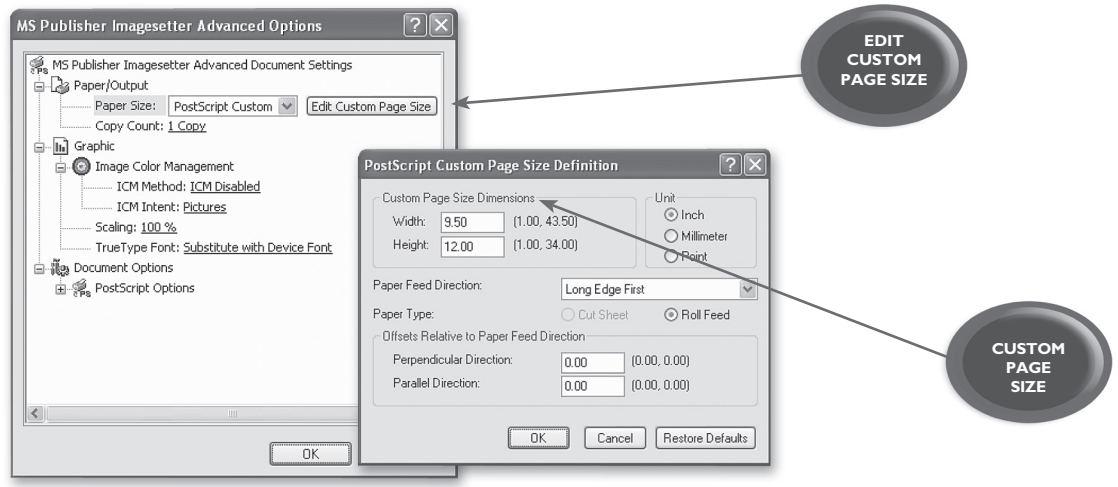 MS Publisher Imagesetter Advanced Options
MS Publisher Imagesetter Advanced Document Settings
Paper/Output
Paper Size: PostScript Custom Edit Custom Page Size
Copy Count: 1 Copy
Graphic
Image Color Management
ICM Method: ICM Disabled
ICM Intent: Pictures
Scaling: 100 %
TrueType Font: Substitute with Device Font
Document Options
PostScript Options
OK
EDIT
CUSTOM
PAGE SIZE
PostScript Custom Page Size Definition
Custom Page Size Dimensions
Width: 9.50 (1.00, 43.50)
Height: 12.00 (1.00, 34.00)
Unit
Inch
Millimeter
Point
Paper Feed Direction: Long Edge First
Paper Type: Cut Sheet Roll Feed
Offsets Relative to Paper Feed Direction
Perpendicular Direction: 0.00 (0.00, 0.00)
Parallel Direction: 0.00 (0.00, 0.00)
OK Cancel Restore Defaults
CUSTOM
PAGE
SIZE